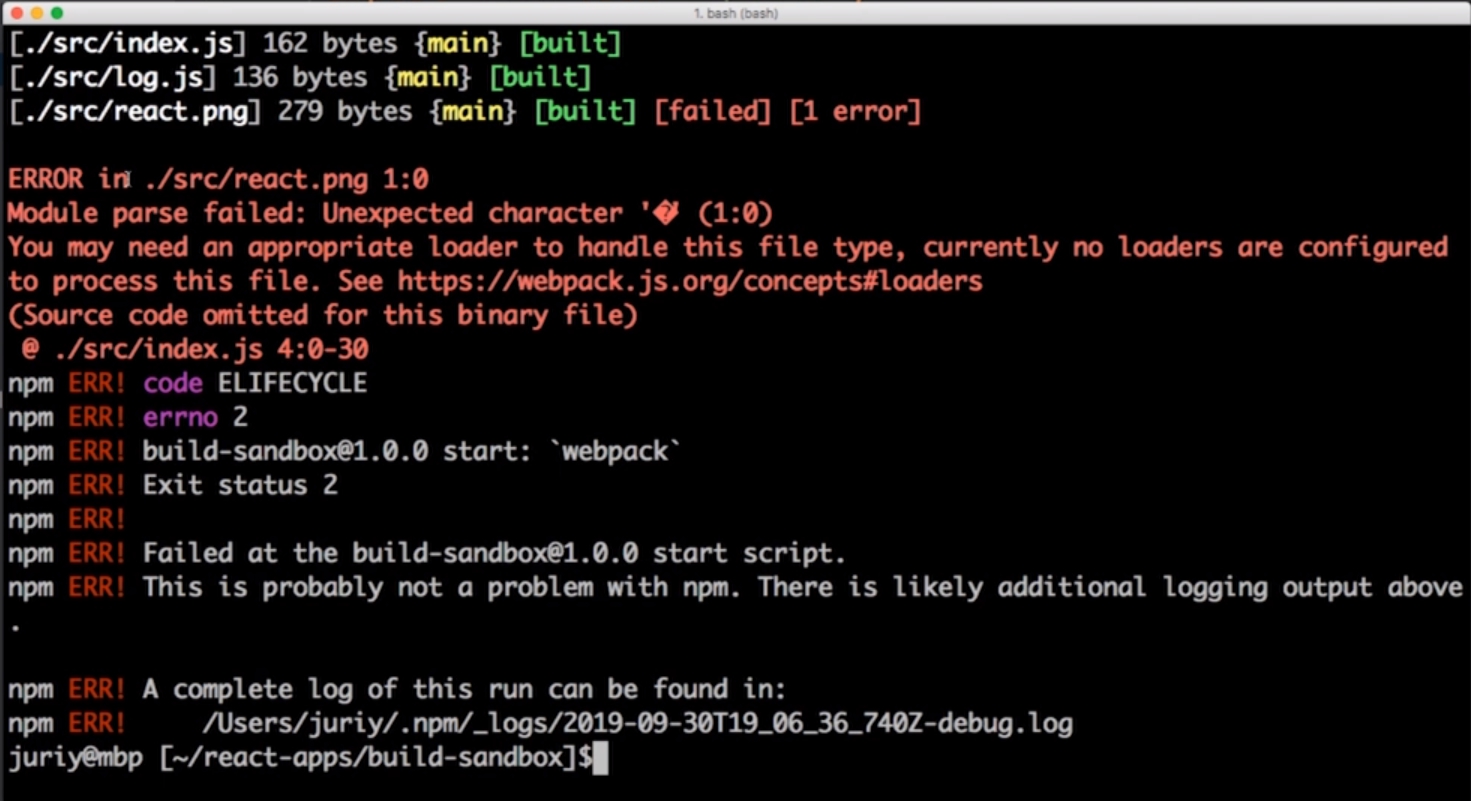 1. bash (bash)
[./src/index.js] 162 bytes {main} [built]
[./src/log.js] 136 bytes {main} [built]
[./src/react.png] 279 bytes {main} [built] [failed] [1 error]
ERROR in ./src/react.png 1:0
Module parse failed: Unexpected character '�' (1:0)
You may need an appropriate loader to handle this file type, currently no loaders are configured
to process this file. See https://webpack.js.org/concepts#loaders
(Source code omitted for this binary file)
@ ./src/index.js 4:0-30
npm ERR! code ELIFECYCLE
npm ERR! errno 2
npm ERR! build-sandbox@1.0.0 start: `webpack`
npm ERR! Exit status 2
npm ERR!
npm ERR! Failed at the build-sandbox@1.0.0 start script.
npm ERR! This is probably not a problem with npm. There is likely additional logging output above
.
npm ERR! A complete log of this run can be found in:
npm ERR!     /Users/juriy/.npm/_logs/2019-09-30T19_06_36_740Z-debug.log
juriy@mbp [~/react-apps/build-sandbox]$